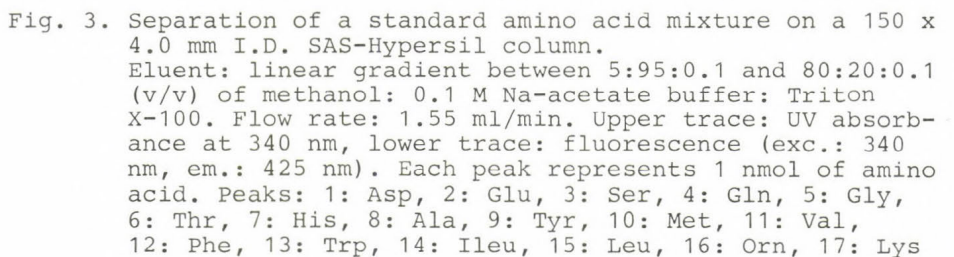 Fig. 3. Separation of a standard amino acid mixture on a 150 x
4.0 mm I.D. SAS-Hypersil column.
Eluent: linear gradient between 5:95:0.1 and 80:20:0.1
(v/v) of methanol: 0.1 M Na-acetate buffer: Triton
X-100. Flow rate: 1.55 ml/min. Upper trace: UV absorb-
ance at 340 nm, lower trace: fluorescence (exc.: 340
nm, em.: 425 nm). Each peak represents 1 nmol of amino
acid. Peaks: 1: Asp, 2: Glu, 3: Ser, 4: Gln, 5: Gly,
6: Thr, 7: His, 8: Ala, 9: Tyr, 10: Met, 11: Val,
12: Phe, 13: Trp, 14: Ileu, 15: Leu, 16: Orn, 17: Lys